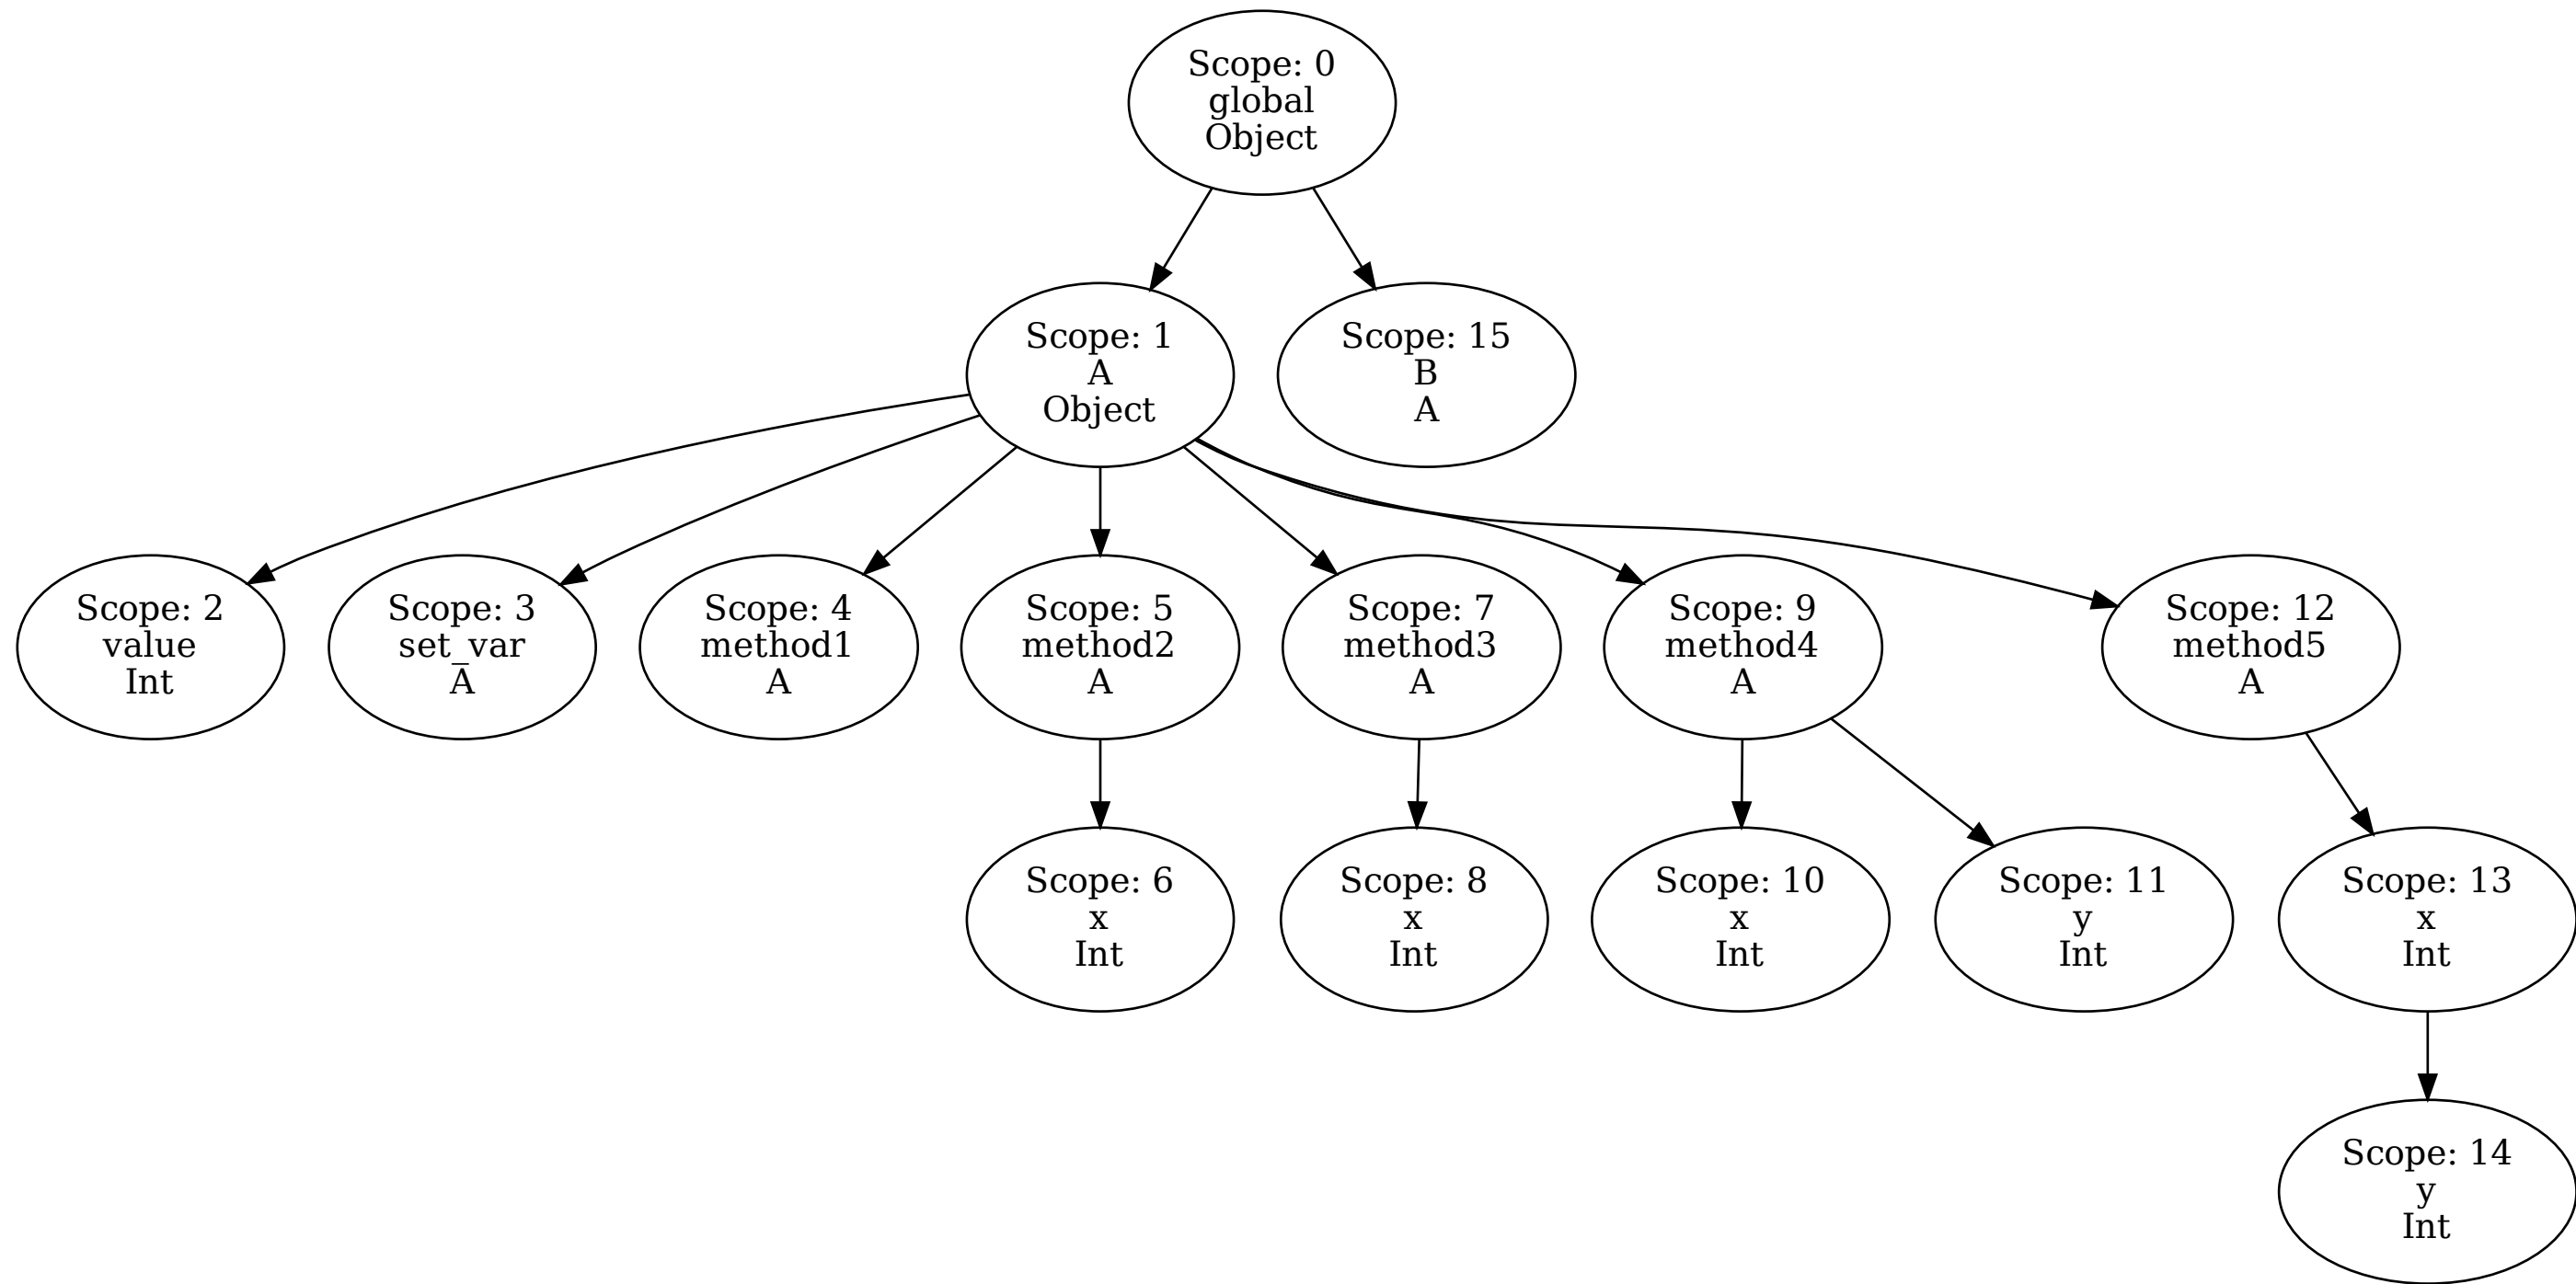 Scope: 0
global
Object
Scope: 1
A
Object
Scope: 15
B
A
Scope: 2
value
Int
Scope: 3
set_var
A
Scope: 4
method1
A
Scope: 5
method2
A
Scope: 7
method3
A
Scope: 9
method4
A
Scope: 12
method5
A
Scope: 6
x
Int
Scope: 8
x
Int
Scope: 10
x
Int
Scope: 11
y
Int
Scope: 13
x
Int
Scope: 14
y
Int